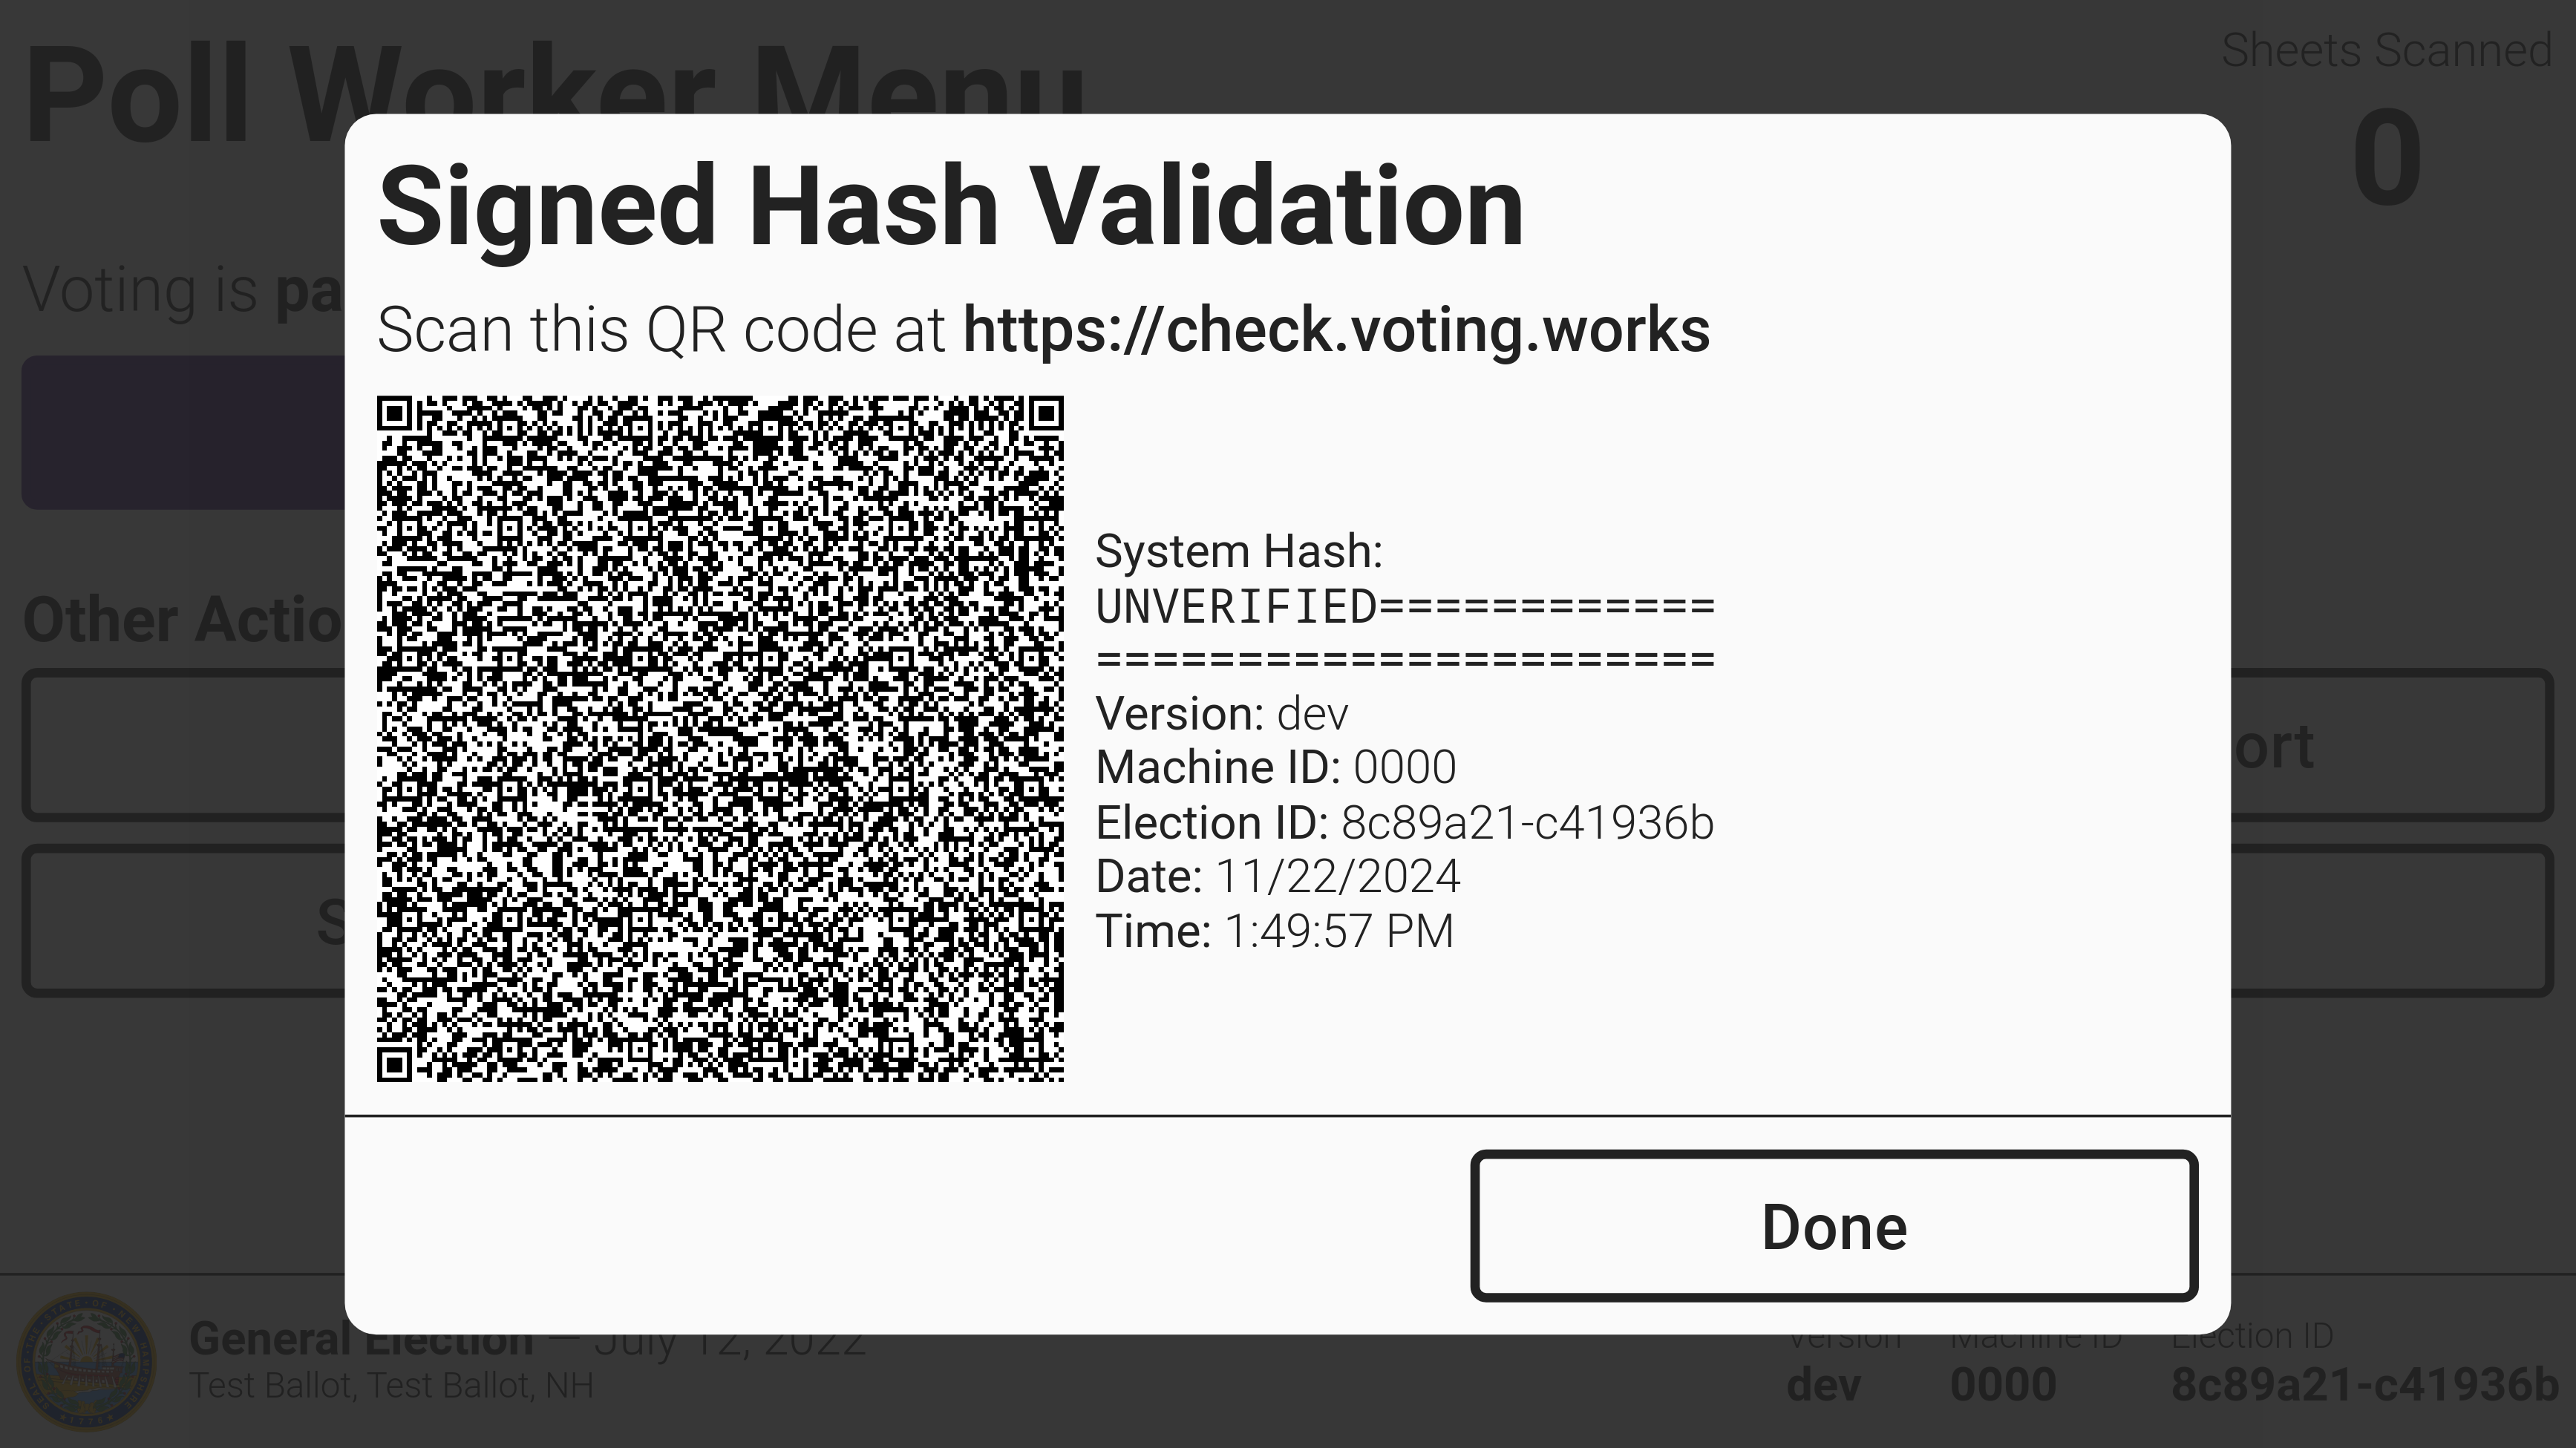 Poll Worker Menu
Sheets Scanned
0
Signed Hash Validation
Voting is
Scan this QR code at https://check.voting.works
System Hash:
UNVERIFIED============
======================
Other
Version: dev
Machine ID: 0000
ort
Election ID: 8c89a21-c41936b
Date: 11/22/2024
S
Time: 1:49:57 PM
Done
General Election — July 12, 2022
Test Ballot, Test Ballot, NH
Version Machine ID Election ID
dev 0000 8c89a21-c41936b